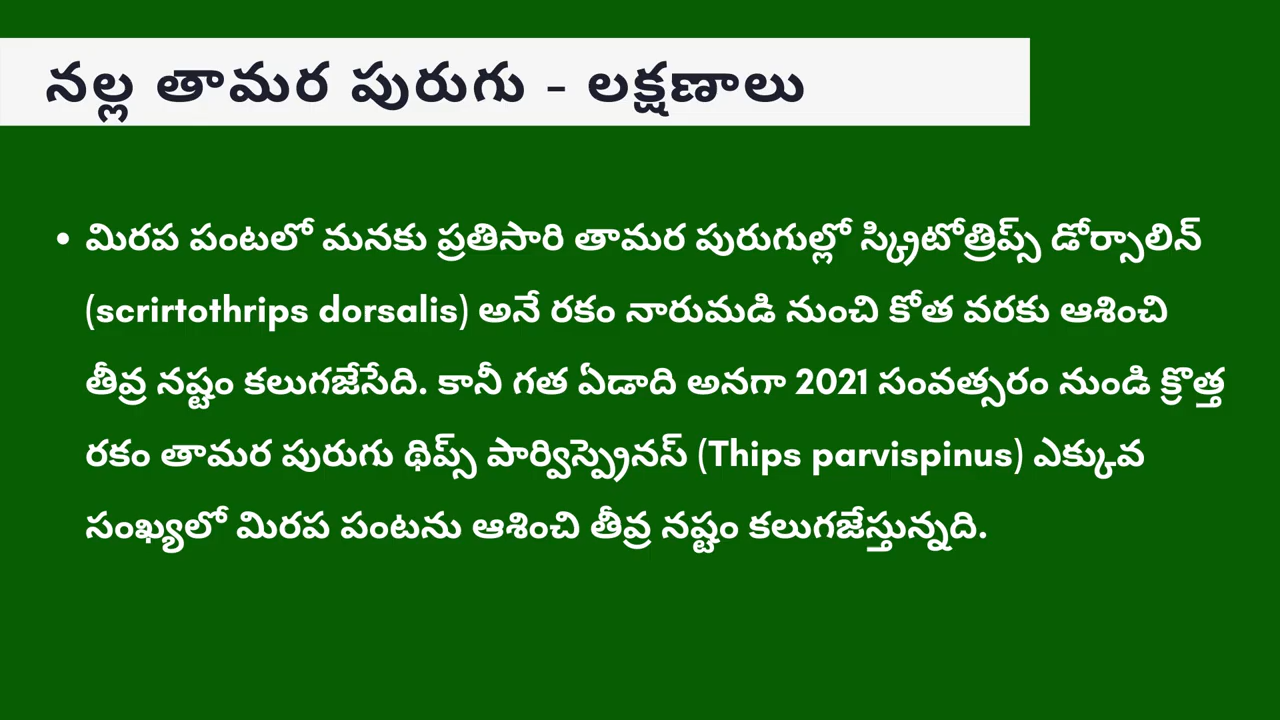 నల్ల తామర పురుగు - లక్షణాలు
• మిరప పంటలో మనకు ప్రతిసారి తామర పురుగుల్లో స్క్రిటోత్రిప్స్ డోర్సాలిన్
(scrirtothrips dorsalis) అనే రకం నారుమడి నుంచి కోత వరకు ఆశించి
తీవ్ర నష్టం కలుగజేసేది. కానీ గత ఏడాది అనగా 2021 సంవత్సరం నుండి క్రొత్త
రకం తామర పురుగు థిప్స్ పార్విస్ప్రెనస్ (Thips parvispinus) ఎక్కువ
సంఖ్యలో మిరప పంటను ఆశించి తీవ్ర నష్టం కలుగజేస్తున్నది.